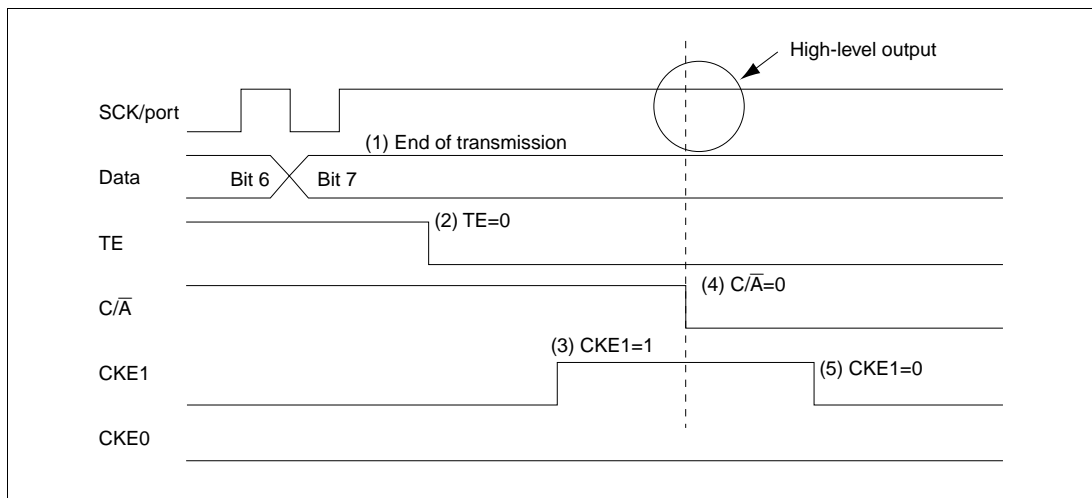 High-level output
SCK/port
(1) End of transmission
Data
Bit 6
Bit 7
(2) TE=0
TE
(4) C/A̅=0
C/A̅
(3) CKE1=1
CKE1
(5) CKE1=0
CKE0